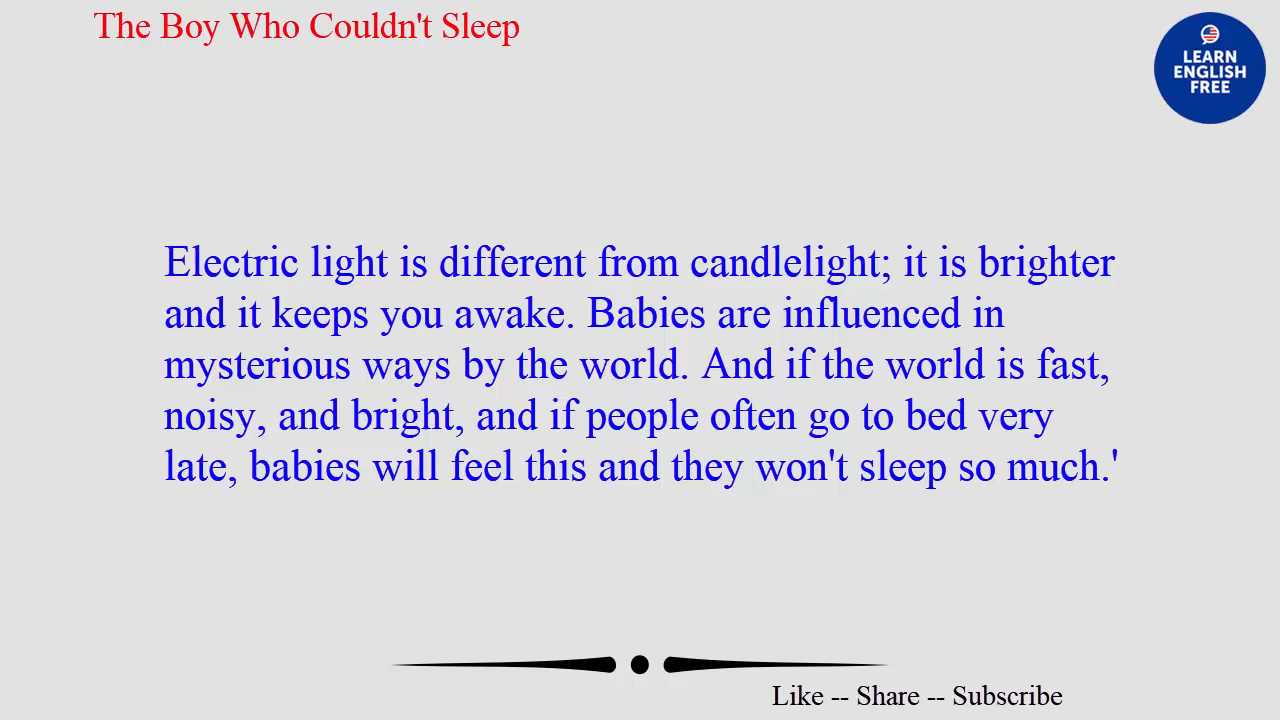 The Boy Who Couldn't Sleep
LEARN
ENGLISH
FREE
Electric light is different from candlelight; it is brighter
and it keeps you awake. Babies are influenced in
mysterious ways by the world. And if the world is fast,
noisy, and bright, and if people often go to bed very
late, babies will feel this and they won't sleep so much.'
Like -- Share -- Subscribe